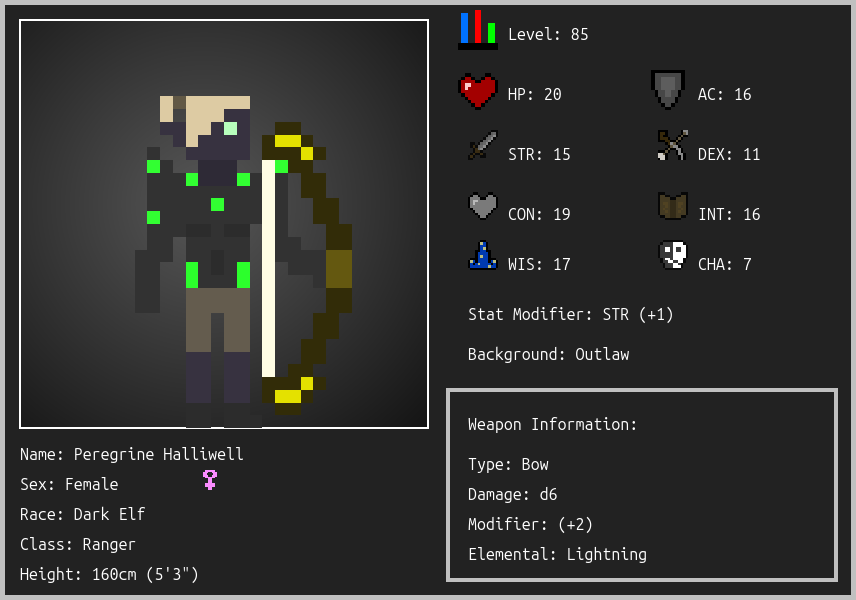 Level: 85
HP: 20
AC: 16
STR: 15
DEX: 11
CON: 19
INT: 16
WIS: 17
CHA: 7
Stat Modifier: STR (+1)
Background: Outlaw
Weapon Information:
Type: Bow
Damage: d6
Modifier: (+2)
Elemental: Lightning
Name: Peregrine Halliwell
Sex: Female
Race: Dark Elf
Class: Ranger
Height: 160cm (5'3")